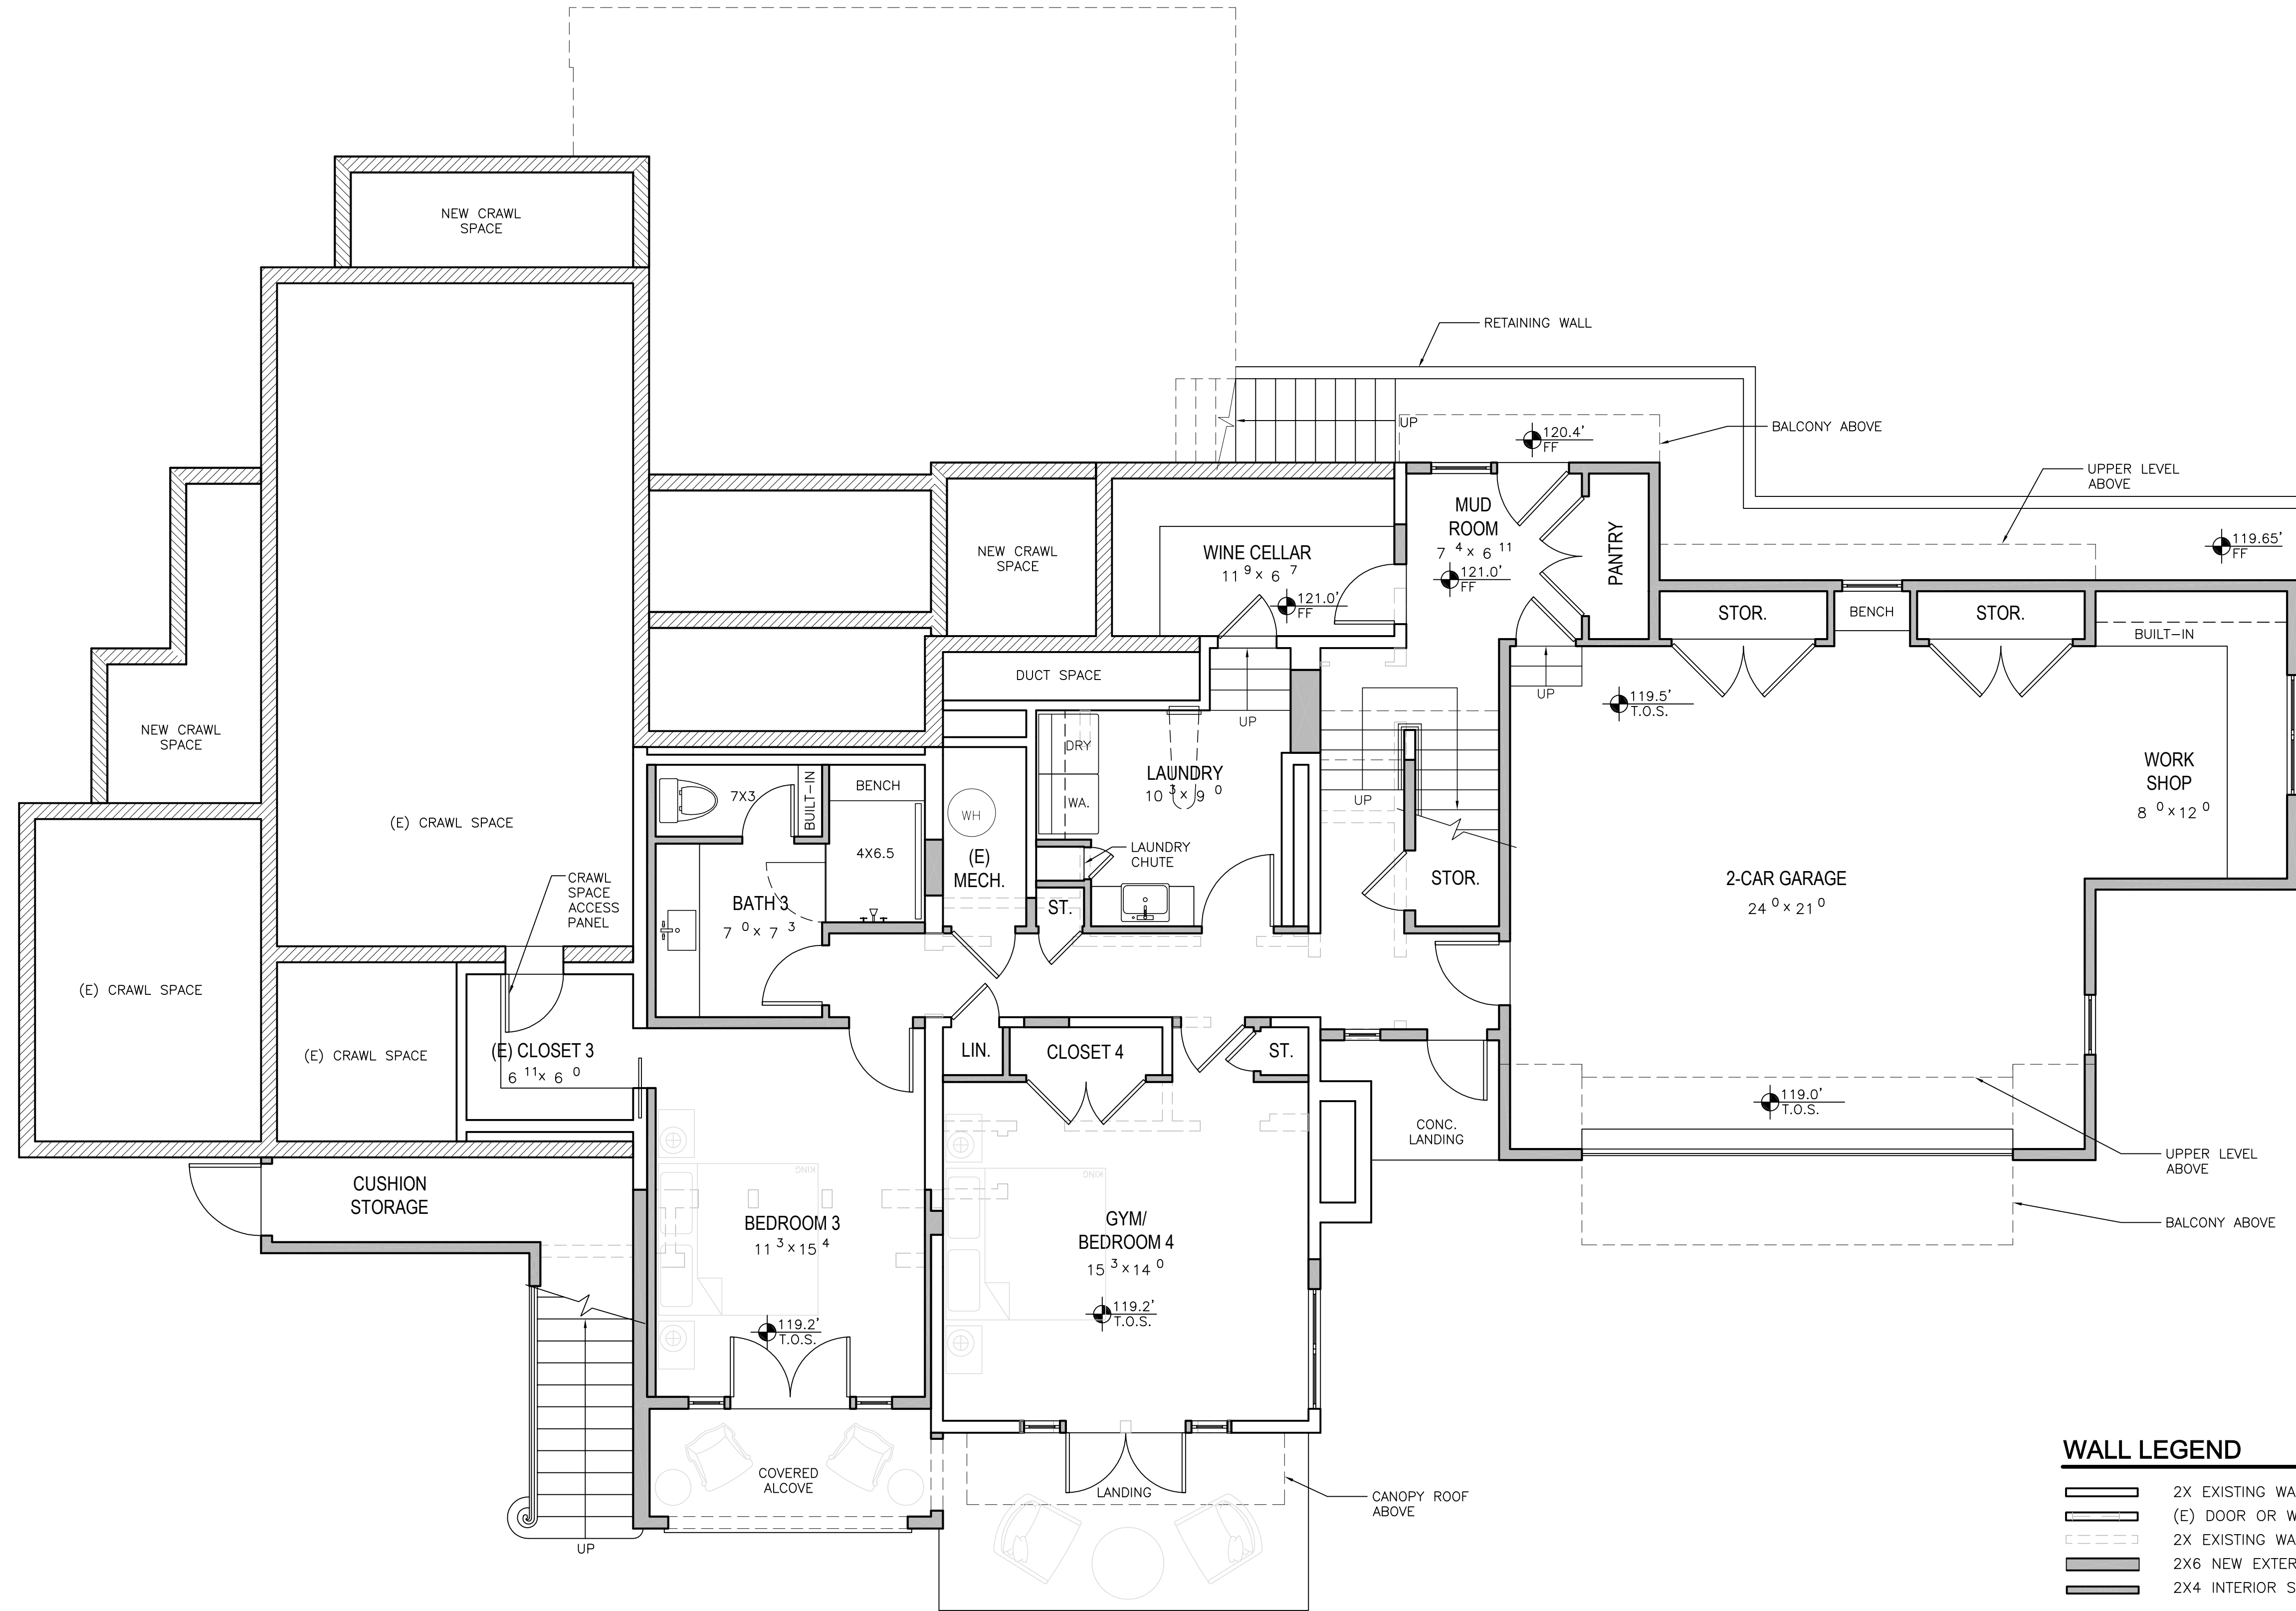 NEW CRAWL
SPACE
RETAINING WALL
UP
120.4'
FF
BALCONY ABOVE
UPPER LEVEL
ABOVE
119.65'
FF
MUD
ROOM
7 4 x 6 11
121.0'
FF
PANTRY
NEW CRAWL
SPACE
WINE CELLAR
11 9 x 6 7
121.0'
FF
STOR.
BENCH
STOR.
BUILT-IN
DUCT SPACE
UP
UP
119.5'
T.O.S.
NEW CRAWL
SPACE
(E) CRAWL SPACE
7X3
BUILT-IN
BENCH
4X6.5
WH
(E)
MECH.
DRY
WA.
LAUNDRY
10 3 x 9 0
LAUNDRY
CHUTE
UP
STOR.
WORK
SHOP
8 0 x 12 0
2-CAR GARAGE
24 0 x 21 0
CRAWL
SPACE
ACCESS
PANEL
BATH 3
7 0 x 7 3
ST.
(E) CRAWL SPACE
(E) CRAWL SPACE
(E) CLOSET 3
6 11 x 6 0
LIN.
CLOSET 4
ST.
119.0'
T.O.S.
CONC.
LANDING
UPPER LEVEL
ABOVE
CUSHION
STORAGE
KING
KING
BEDROOM 3
11 3 x 15 4
GYM/
BEDROOM 4
15 3 x 14 0
BALCONY ABOVE
119.2'
T.O.S.
119.2'
T.O.S.
COVERED
ALCOVE
LANDING
CANOPY ROOF
ABOVE
UP
WALL LEGEND
2X EXISTING WA
(E) DOOR OR W
2X EXISTING WA
2X6 NEW EXTER
2X4 INTERIOR S